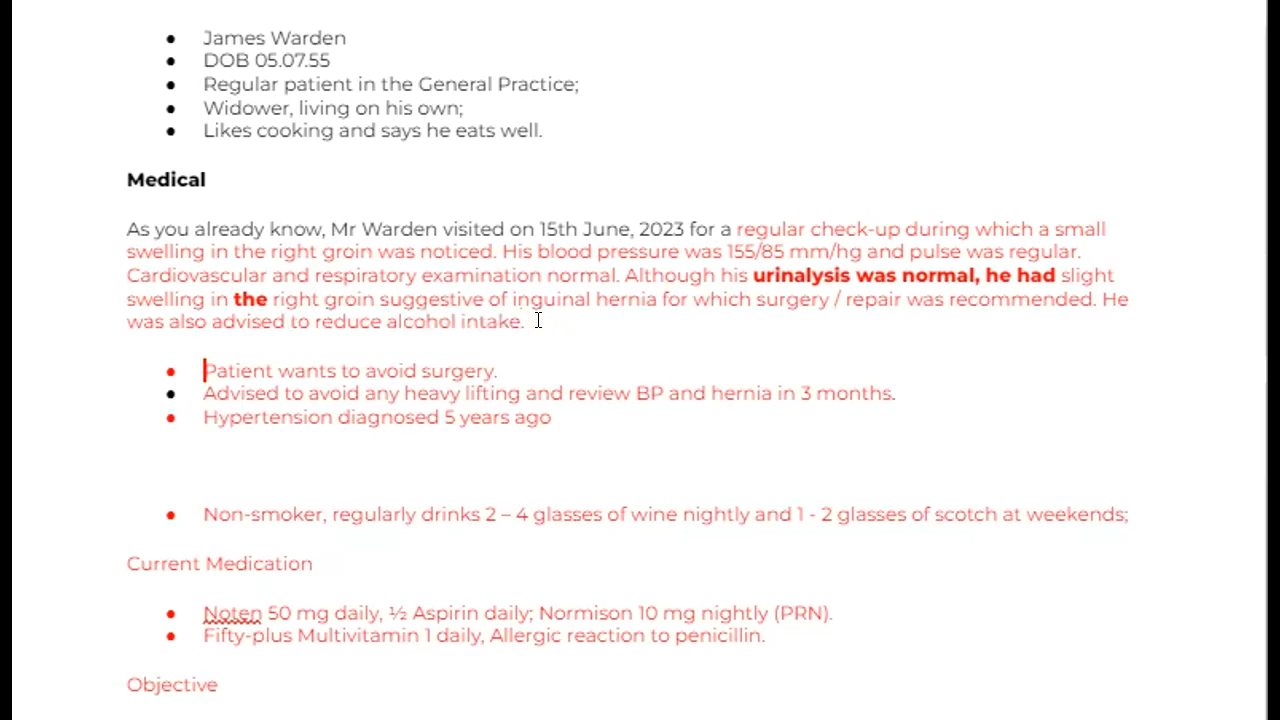 ● James Warden
● DOB 05.07.55
● Regular patient in the General Practice;
● Widower, living on his own;
● Likes cooking and says he eats well.
Medical
As you already know, Mr Warden visited on 15th June, 2023 for a regular check-up during which a small
swelling in the right groin was noticed. His blood pressure was 155/85 mm/hg and pulse was regular.
Cardiovascular and respiratory examination normal. Although his urinalysis was normal, he had slight
swelling in the right groin suggestive of inguinal hernia for which surgery / repair was recommended. He
was also advised to reduce alcohol intake.
● Patient wants to avoid surgery.
● Advised to avoid any heavy lifting and review BP and hernia in 3 months.
● Hypertension diagnosed 5 years ago
● Non-smoker, regularly drinks 2 – 4 glasses of wine nightly and 1 - 2 glasses of scotch at weekends;
Current Medication
● Noten 50 mg daily, ½ Aspirin daily; Normison 10 mg nightly (PRN).
● Fifty-plus Multivitamin 1 daily, Allergic reaction to penicillin.
Objective